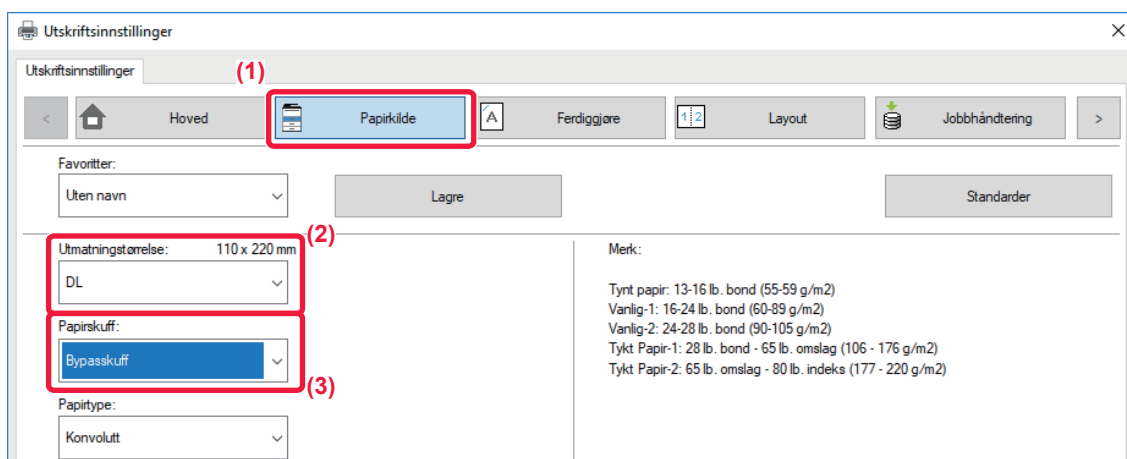 Utskriftsinnstillinger
Utskriftsinnstillinger
(1)
< Hoved Papirkilde A Ferdiggjøre 1 2 Layout Jobbhåndtering >
Favoritter:
Uten navn Lagre Standarder
(2)
Utmatningstørrelse: 110 x 220 mm
DL
Papirskuff:
Bypasskuff
(3)
Papirtype:
Konvolutt
Merk:
Tynt papir: 13-16 lb. bond (55-59 g/m2)
Vanlig-1: 16-24 lb. bond (60-89 g/m2)
Vanlig-2: 24-28 lb. bond (90-105 g/m2)
Tykt Papir-1: 28 lb. bond - 65 lb. omslag (106 - 176 g/m2)
Tykt Papir-2: 65 lb. omslag - 80 lb. indeks (177 - 220 g/m2)